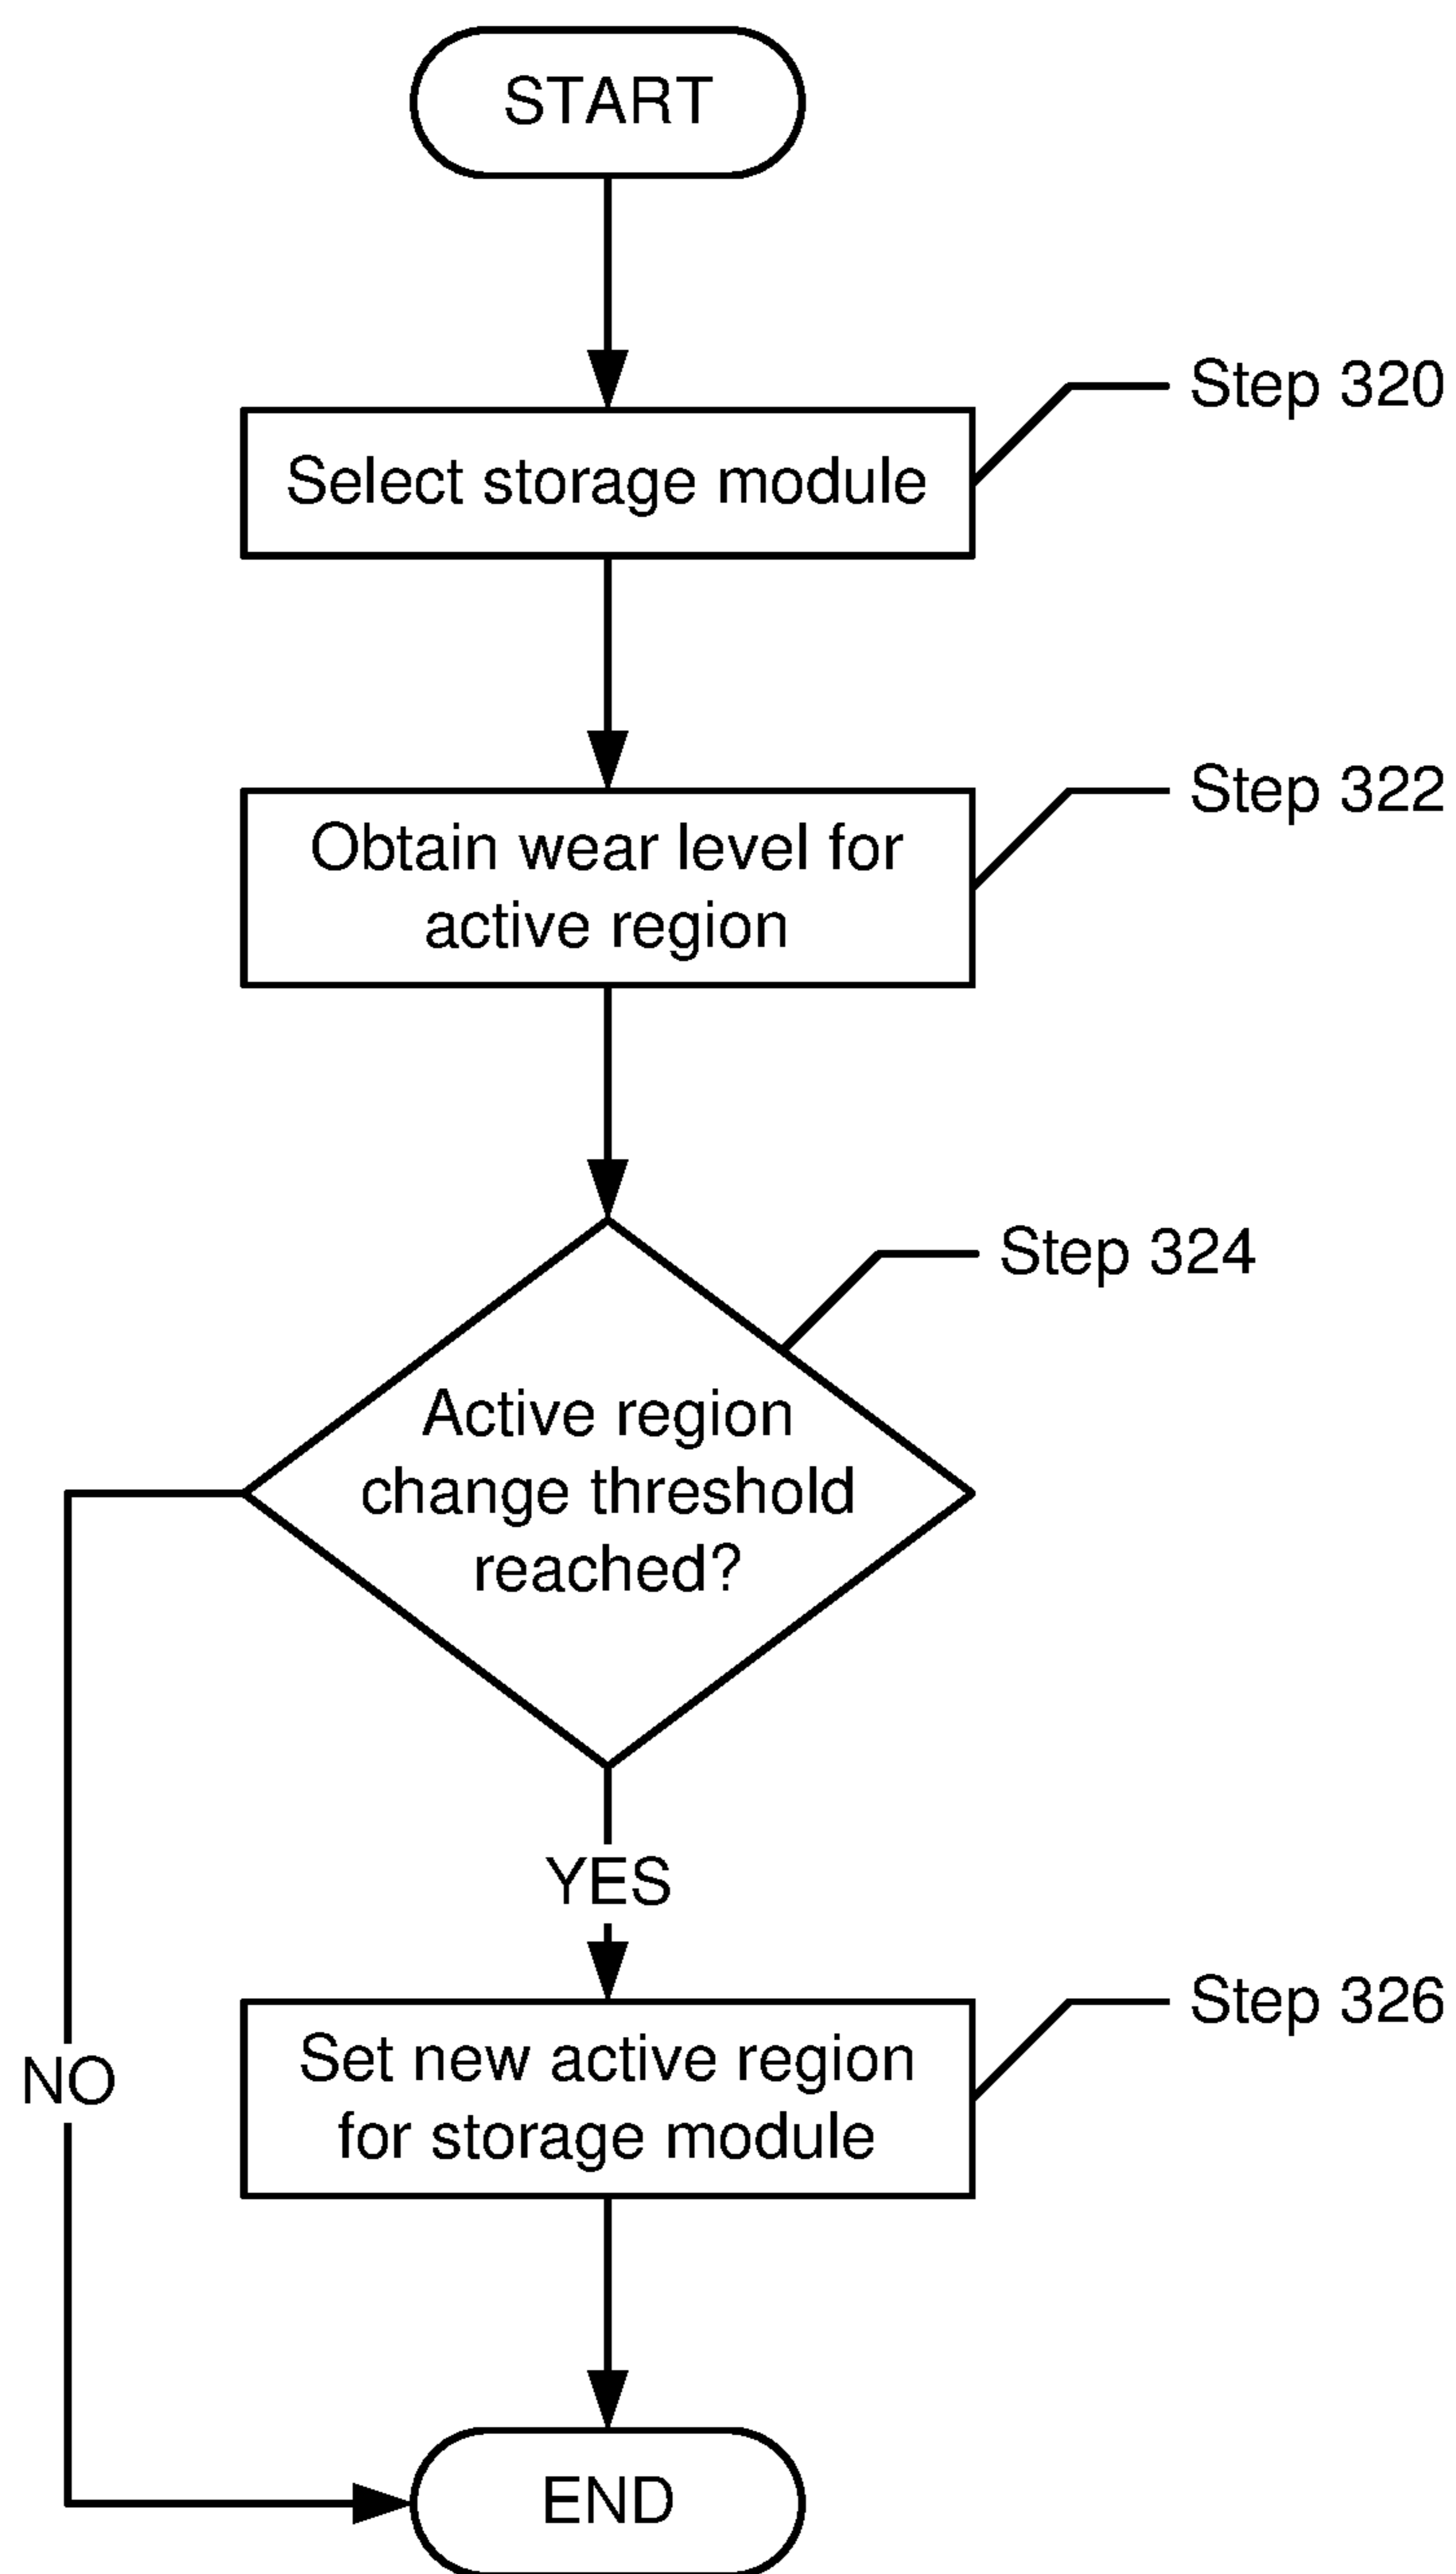 START
Step 320
Select storage module
Step 322
Obtain wear level for
active region
Step 324
Active region
change threshold
reached?
YES
Step 326
Set new active region
for storage module
NO
END